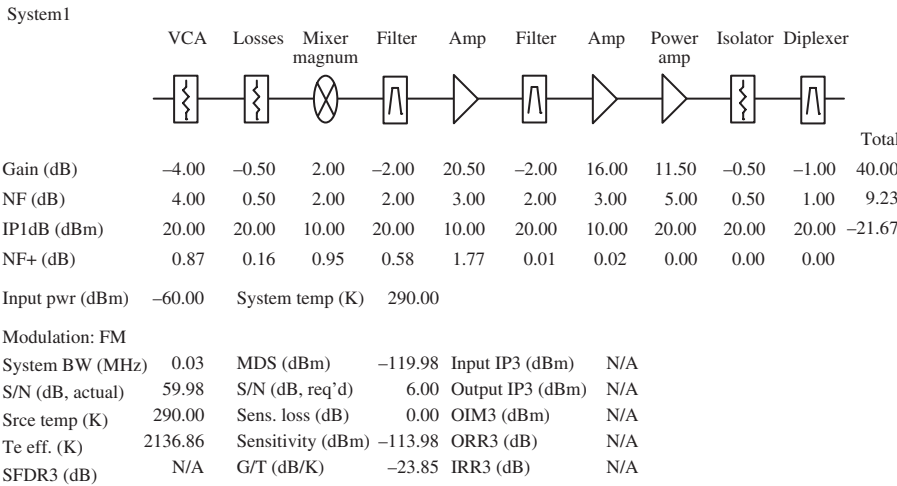 System1
VCA Losses Mixer magnum Filter Amp Filter Amp Power amp Isolator Diplexer
Total
Gain (dB) –4.00 –0.50 2.00 –2.00 20.50 –2.00 16.00 11.50 –0.50 –1.00 40.00
NF (dB) 4.00 0.50 2.00 2.00 3.00 2.00 3.00 5.00 0.50 1.00 9.23
IP1dB (dBm) 20.00 20.00 10.00 20.00 10.00 20.00 10.00 20.00 20.00 20.00 –21.67
NF+ (dB) 0.87 0.16 0.95 0.58 1.77 0.01 0.02 0.00 0.00 0.00
Input pwr (dBm) –60.00 System temp (K) 290.00
Modulation: FM
System BW (MHz) 0.03 MDS (dBm) –119.98 Input IP3 (dBm) N/A
S/N (dB, actual) 59.98 S/N (dB, req’d) 6.00 Output IP3 (dBm) N/A
Srce temp (K) 290.00 Sens. loss (dB) 0.00 OIM3 (dBm) N/A
Te eff. (K) 2136.86 Sensitivity (dBm) –113.98 ORR3 (dB) N/A
SFDR3 (dB) N/A G/T (dB/K) –23.85 IRR3 (dB) N/A